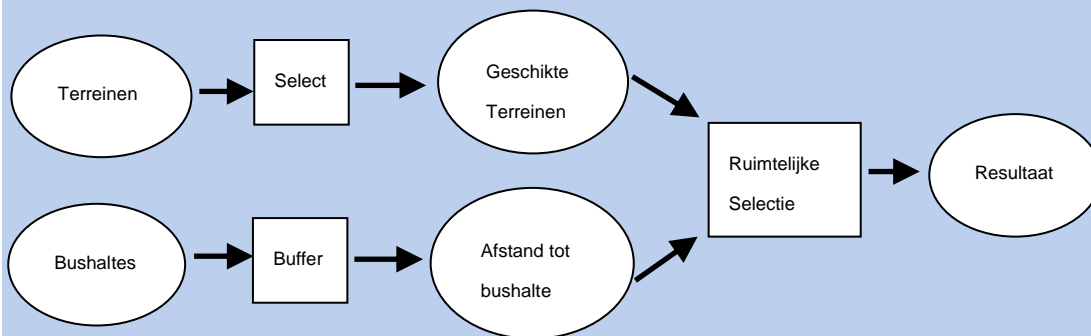 Terreinen
Select
Geschikte
Terreinen
Ruimtelijke
Selectie
Resultaat
Bushaltes
Buffer
Afstand tot
bushalte